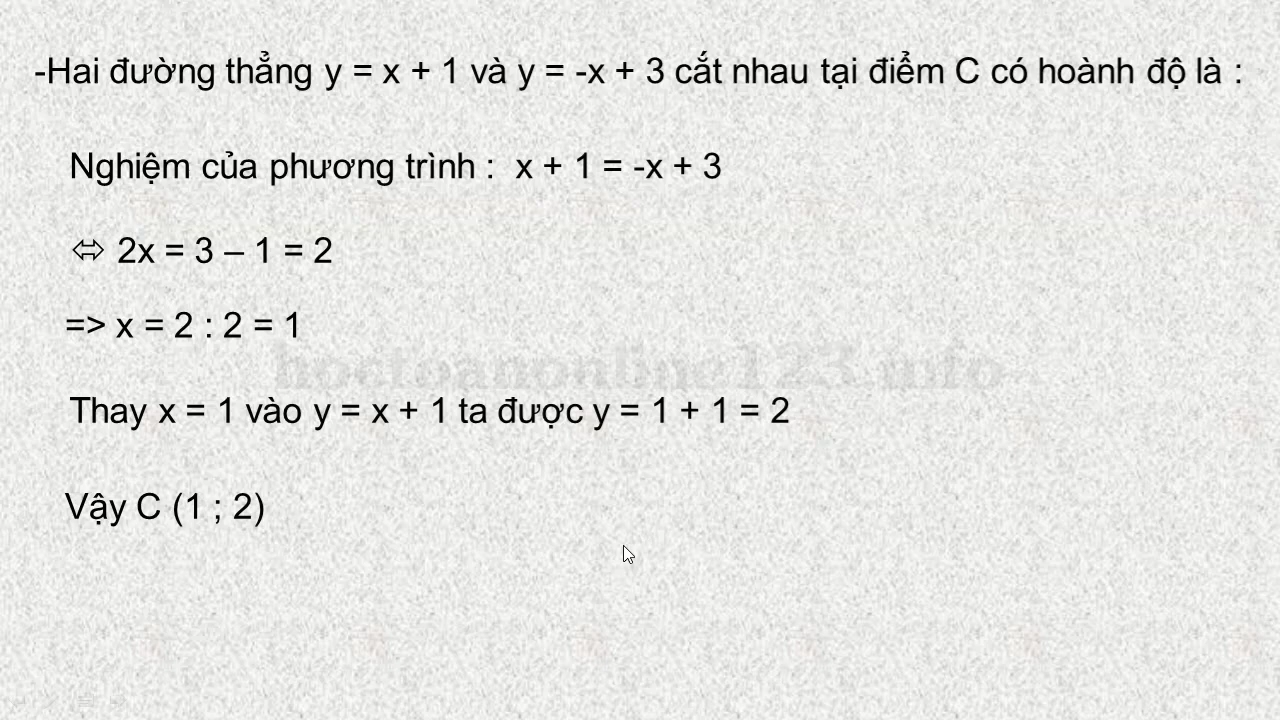 -Hai đường thẳng y = x + 1 và y = -x + 3 cắt nhau tại điểm C có hoành độ là :
Nghiệm của phương trình : x + 1 = -x + 3
⬄ 2x = 3 – 1 = 2
=> x = 2 : 2 = 1
hoctoanonline123.info
Thay x = 1 vào y = x + 1 ta được y = 1 + 1 = 2
Vậy C (1 ; 2)